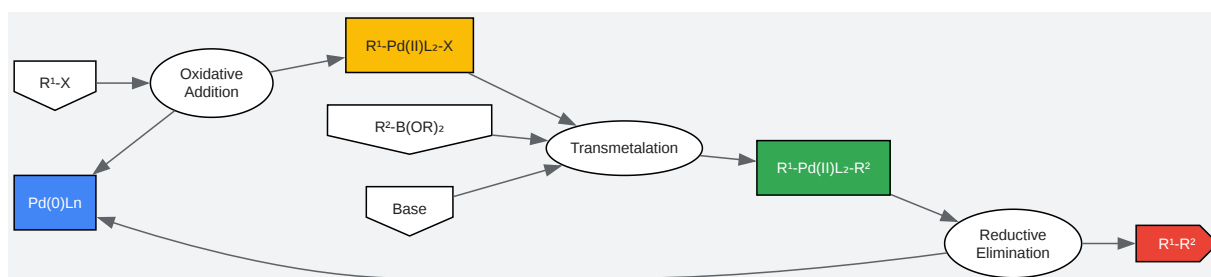 R¹-X
Oxidative
Addition
R¹-Pd(II)L₂-X
R²-B(OR)₂
Base
Transmetalation
Pd(0)Ln
R¹-Pd(II)L₂-R²
Reductive
Elimination
R¹-R²